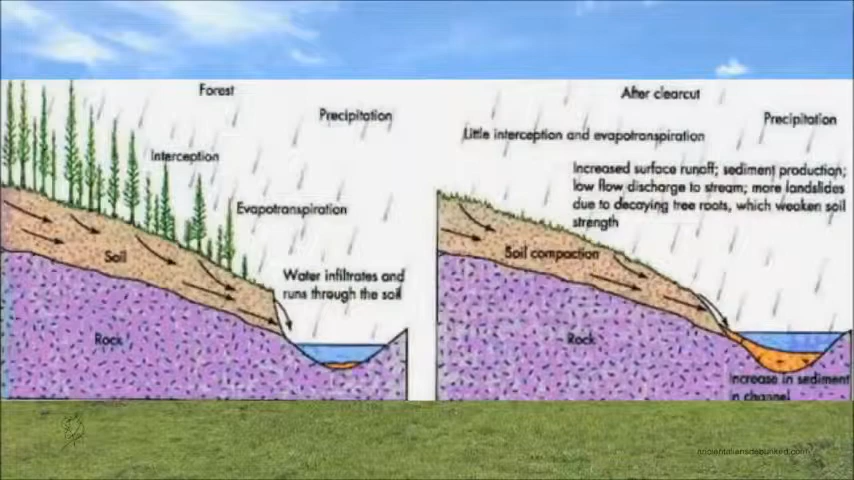 Forest
Precipitation
Interception
Evapotranspiration
Soil
Water infiltrates and
runs through the soil
Rock
After clearcut
Precipitation
Little interception and evapotranspiration
Increased surface runoff; sediment production;
low flow discharge to stream; more landslides
due to decaying tree roots, which weaken soil
strength
Soil compaction
Rock
Increase in sediment
in channel
ancientaliensdebunked.com